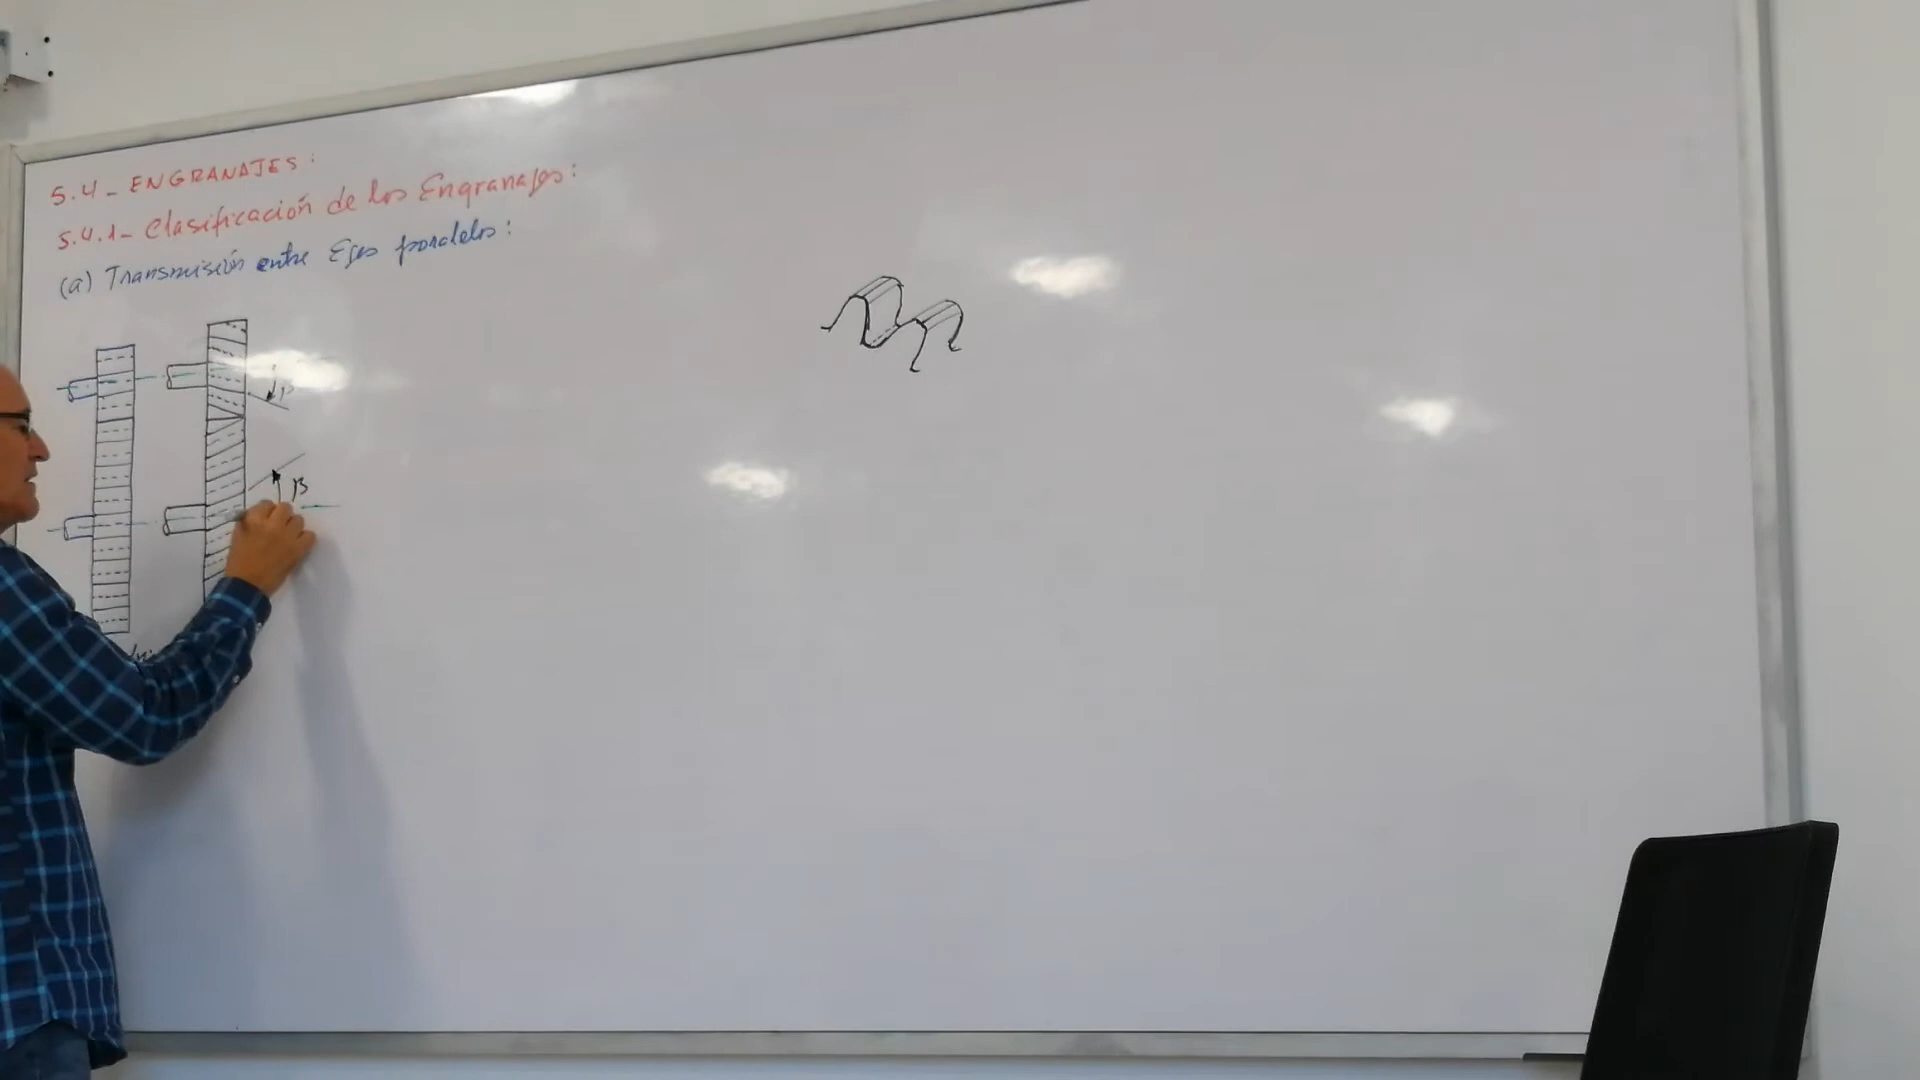 5.4- ENGRANAJES:
5.4.1- Clasificación de los Engranajes:
(a) Transmisión entre Ejes paralelos:
β
β